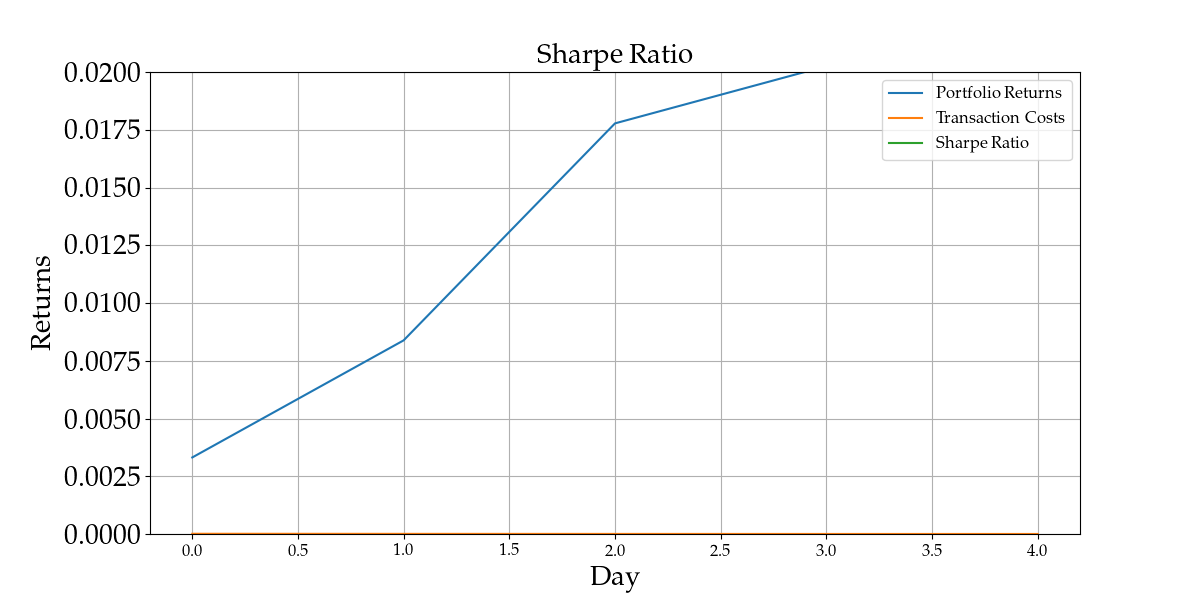 Sharpe Ratio
0.0200
0.0175
0.0150
0.0125
0.0100
0.0075
0.0050
0.0025
0.0000
Returns
Portfolio Returns
Transaction Costs
Sharpe Ratio
0.0 0.5 1.0 1.5 2.0 2.5 3.0 3.5 4.0
Day